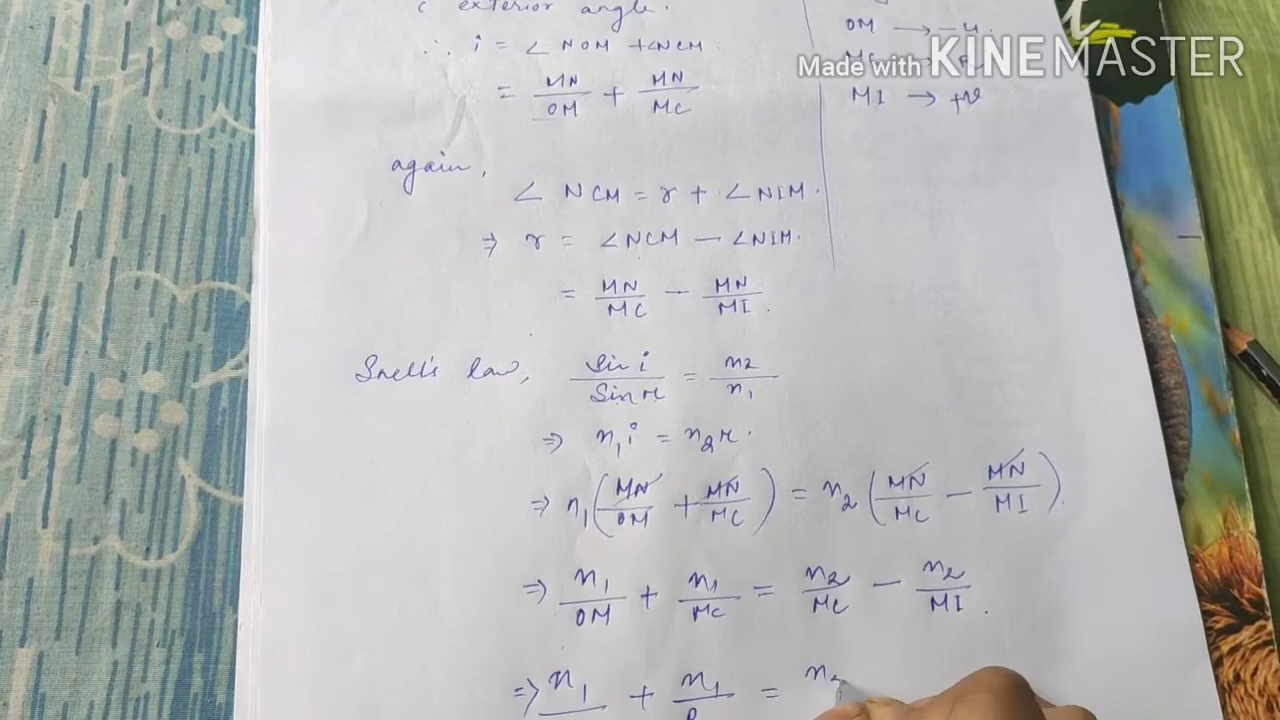 c exterior angle.
∴ i = ∠NOM + ∠NCM
= MN/OM + MN/MC
OM → -u.
MI → +v
Made with KINEMASTER
again,
∠NCM = r + ∠NIM.
⇒ r = ∠NCM - ∠NIM.
= MN/MC - MN/MI.
Snell's law, Sin i/Sin r = n2/n1
⇒ n1 i = n2 r.
⇒ n1(MN/OM + MN/MC) = n2(MN/MC - MN/MI).
⇒ n1/OM + n1/MC = n2/MC - n2/MI.
⇒ n1 + n1/R = n2